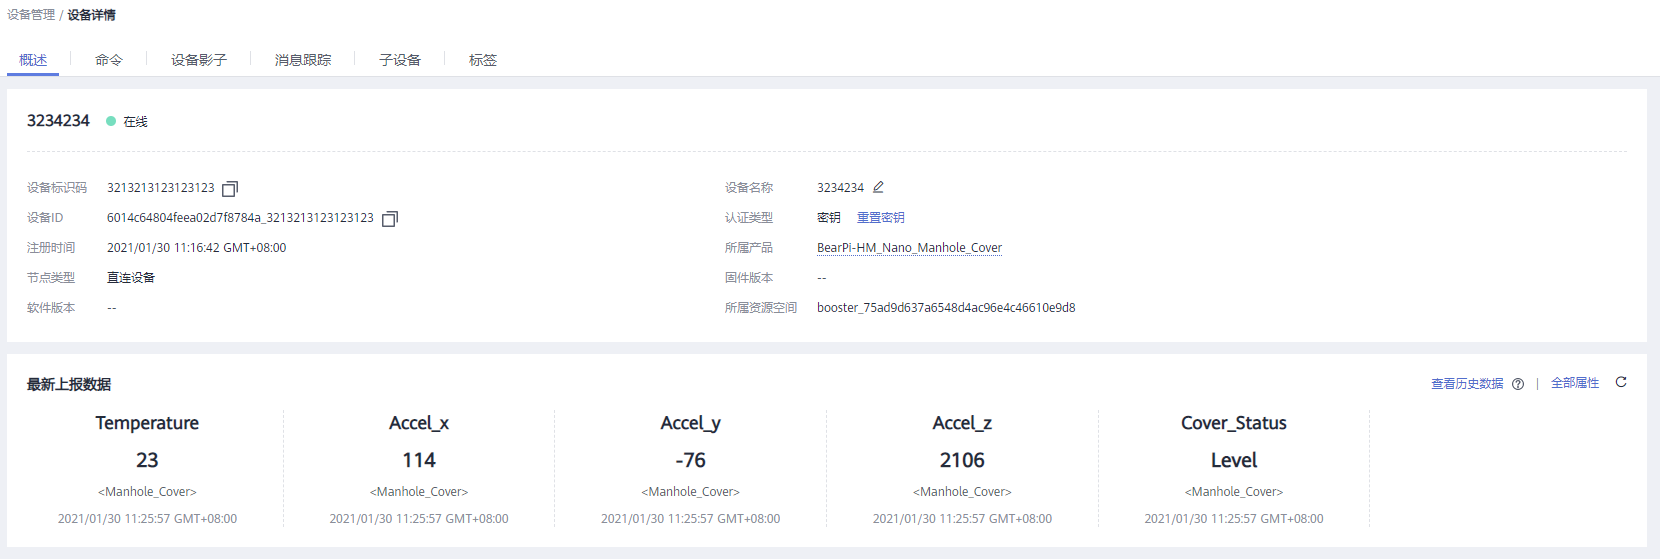 设备管理 / 设备详情
概述 命令 设备影子 消息跟踪 子设备 标签
3234234 在线
设备标识码 3213213123123123 设备名称 3234234
设备ID 6014c64804feea02d7f8784a_3213213123123123 认证类型 密钥 重置密钥
注册时间 2021/01/30 11:16:42 GMT+08:00 所属产品 BearPi-HM_Nano_Manhole_Cover
节点类型 直连设备 固件版本 --
软件版本 -- 所属资源空间 booster_75ad9d637a6548d4ac96e4c46610e9d8
最新上报数据 查看历史数据 ? | 全部属性
Temperature Accel_x Accel_y Accel_z Cover_Status
23 114 -76 2106 Level
<Manhole_Cover> <Manhole_Cover> <Manhole_Cover> <Manhole_Cover> <Manhole_Cover>
2021/01/30 11:25:57 GMT+08:00 2021/01/30 11:25:57 GMT+08:00 2021/01/30 11:25:57 GMT+08:00 2021/01/30 11:25:57 GMT+08:00 2021/01/30 11:25:57 GMT+08:00